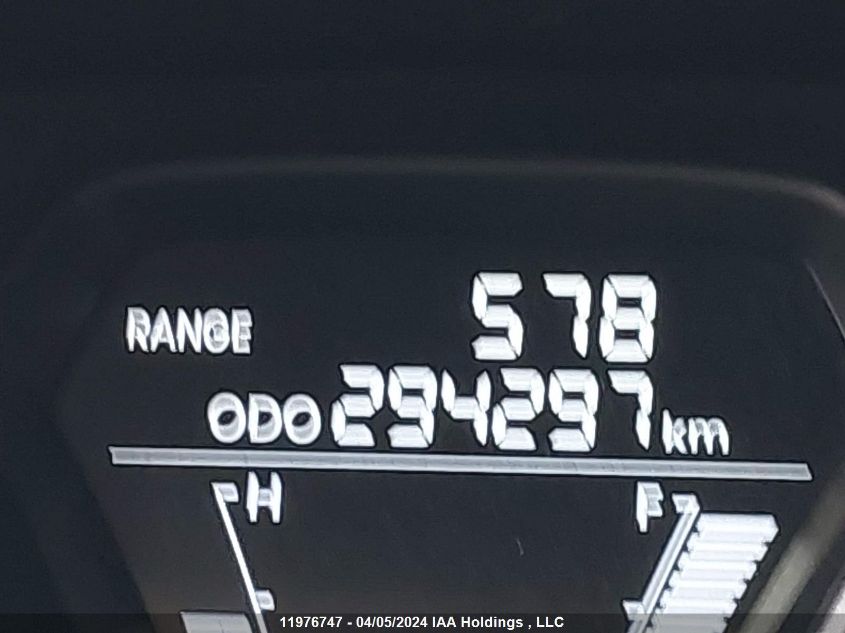 RANGE 578
ODO 294297 km
H F
11976747 - 04/05/2024 IAA Holdings , LLC